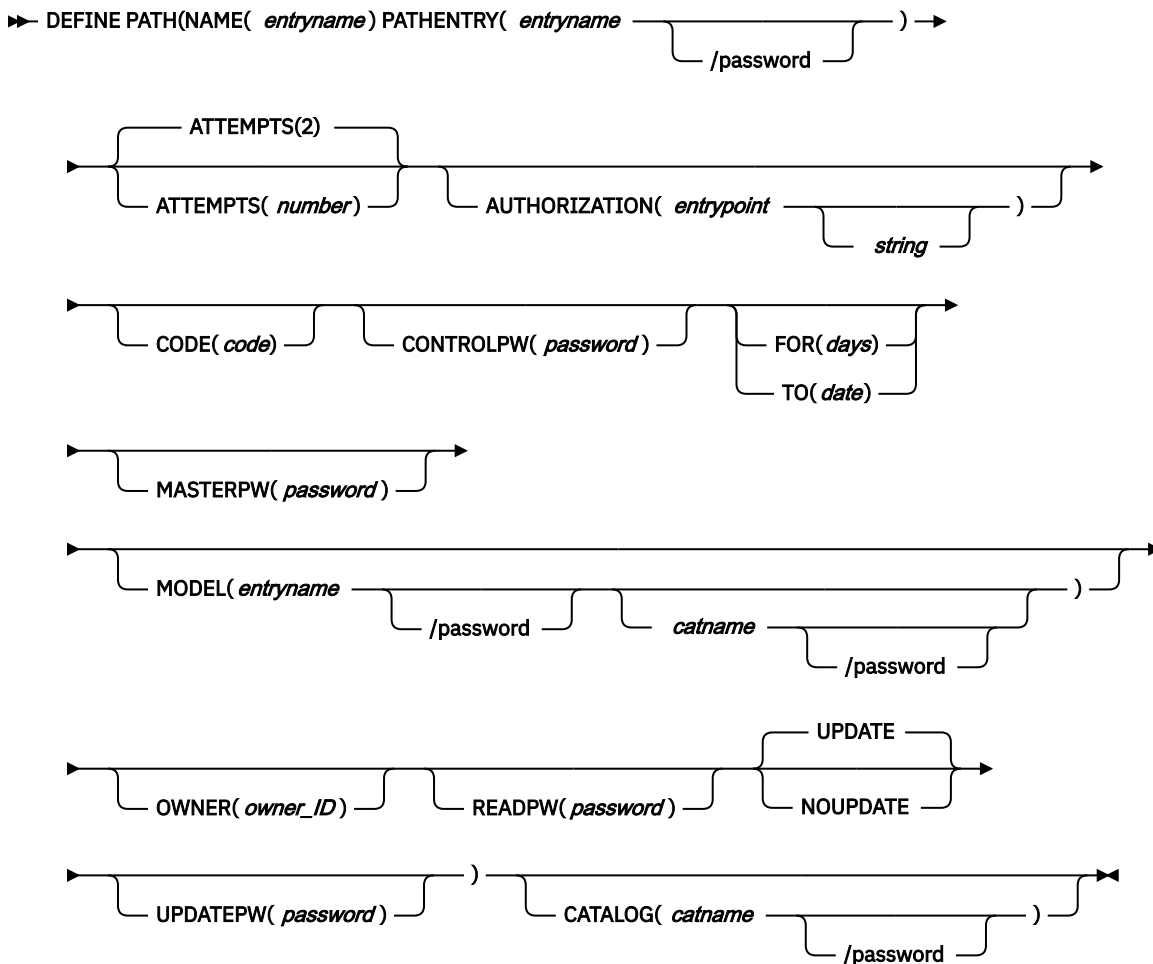 DEFINE PATH(NAME( entryname ) PATHENTRY( entryname )
/password
ATTEMPTS(2)
ATTEMPTS( number) AUTHORIZATION( entrypoint )
string
CODE( code) CONTROLPW( password ) FOR( days)
TO( date)
MASTERPW( password )
MODEL( entryname )
/password catname
/password
UPDATE
OWNER( owner_ID ) READPW( password ) NOUPDATE
)
UPDATEPW( password ) CATALOG( catname )
/password